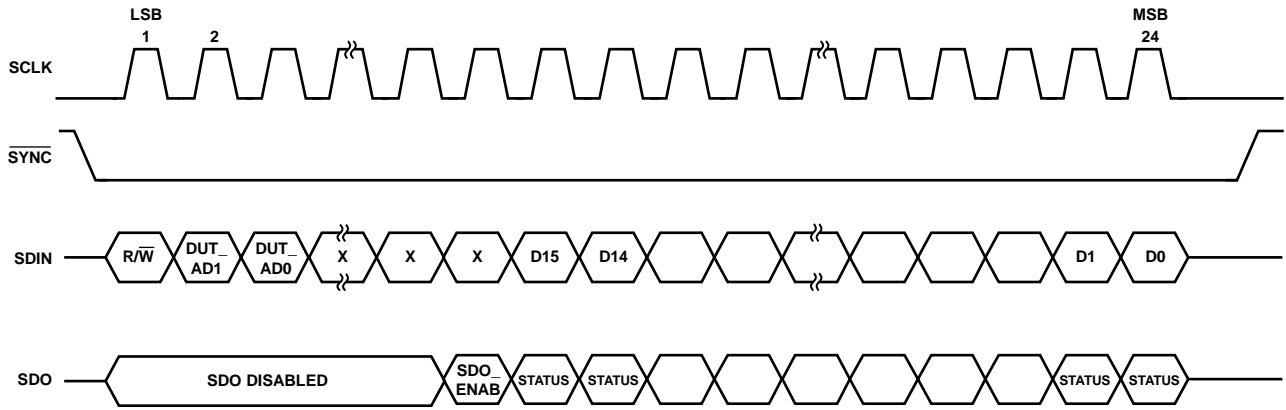 LSB MSB
1 2 24
SCLK
SYNC
SDIN R/W DUT_ AD1 DUT_ AD0 X X X D15 D14 D1 D0
SDO SDO DISABLED SDO_ ENAB STATUS STATUS STATUS STATUS